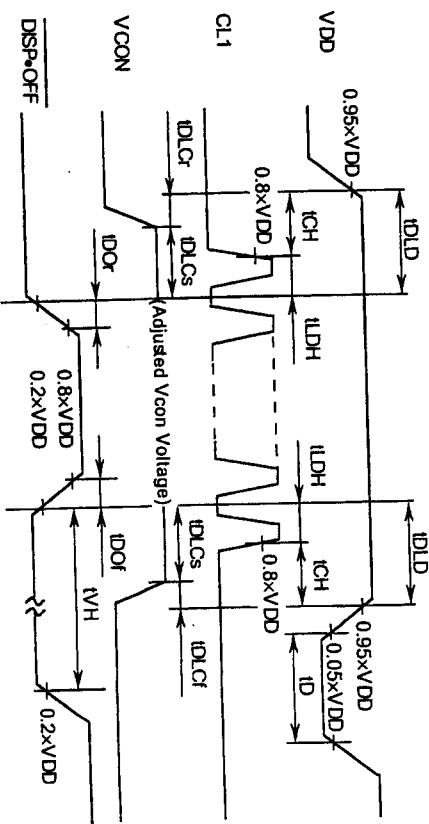 VDD
0.95×VDD
tDLD
tDLD
0.95×VDD
0.05×VDD
tD
CL1
0.8×VDD
tCH
tLDH
tLDH
tCH
0.8×VDD
VCON
tDLCr
tDLCs
(Adjusted Vcon Voltage)
tDLCs
tDLCf
DISP•OFF
tDOr
0.8×VDD
0.2×VDD
tDOf
tVH
0.2×VDD